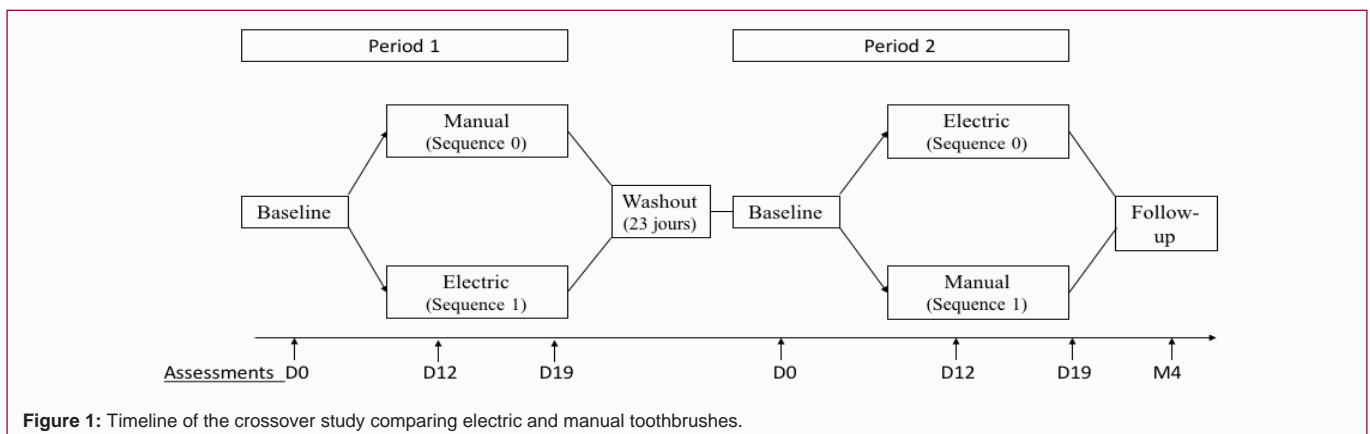 Period 1
Period 2
Manual
(Sequence 0)
Electric
(Sequence 0)
Baseline
Washout
(23 jours)
Baseline
Follow-
up
Electric
(Sequence 1)
Manual
(Sequence 1)
Assessments D0 D12 D19 D0 D12 D19 M4
Figure 1: Timeline of the crossover study comparing electric and manual toothbrushes.